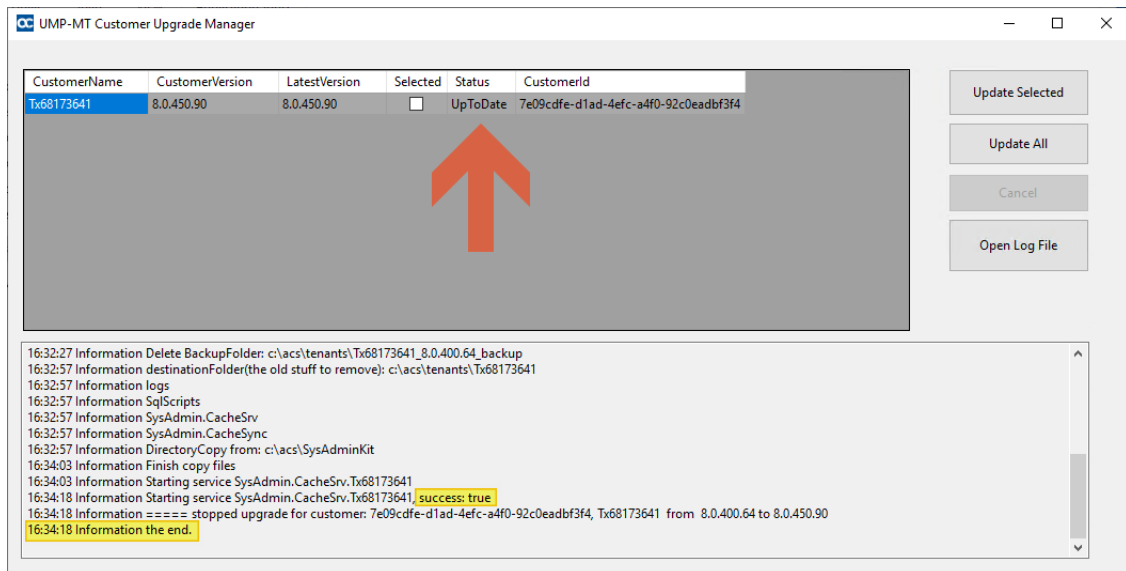 UMP-MT Customer Upgrade Manager
CustomerName CustomerVersion LatestVersion Selected Status CustomerId
Tx68173641 8.0.450.90 8.0.450.90 UpToDate 7e09cdfe-d1ad-4efc-a4f0-92c0eadbf3f4
Update Selected
Update All
Cancel
Open Log File
16:32:27 Information Delete BackupFolder: c:\acs\tenants\Tx68173641_8.0.400.64_backup
16:32:57 Information destinationFolder(the old stuff to remove): c:\acs\tenants\Tx68173641
16:32:57 Information logs
16:32:57 Information SqlScripts
16:32:57 Information SysAdmin.CacheSrv
16:32:57 Information SysAdmin.CacheSync
16:32:57 Information DirectoryCopy from: c:\acs\SysAdminKit
16:34:03 Information Finish copy files
16:34:03 Information Starting service SysAdmin.CacheSrv.Tx68173641
16:34:18 Information Starting service SysAdmin.CacheSrv.Tx68173641, success: true
16:34:18 Information ===== stopped upgrade for customer: 7e09cdfe-d1ad-4efc-a4f0-92c0eadbf3f4, Tx68173641 from 8.0.400.64 to 8.0.450.90
16:34:18 Information the end.